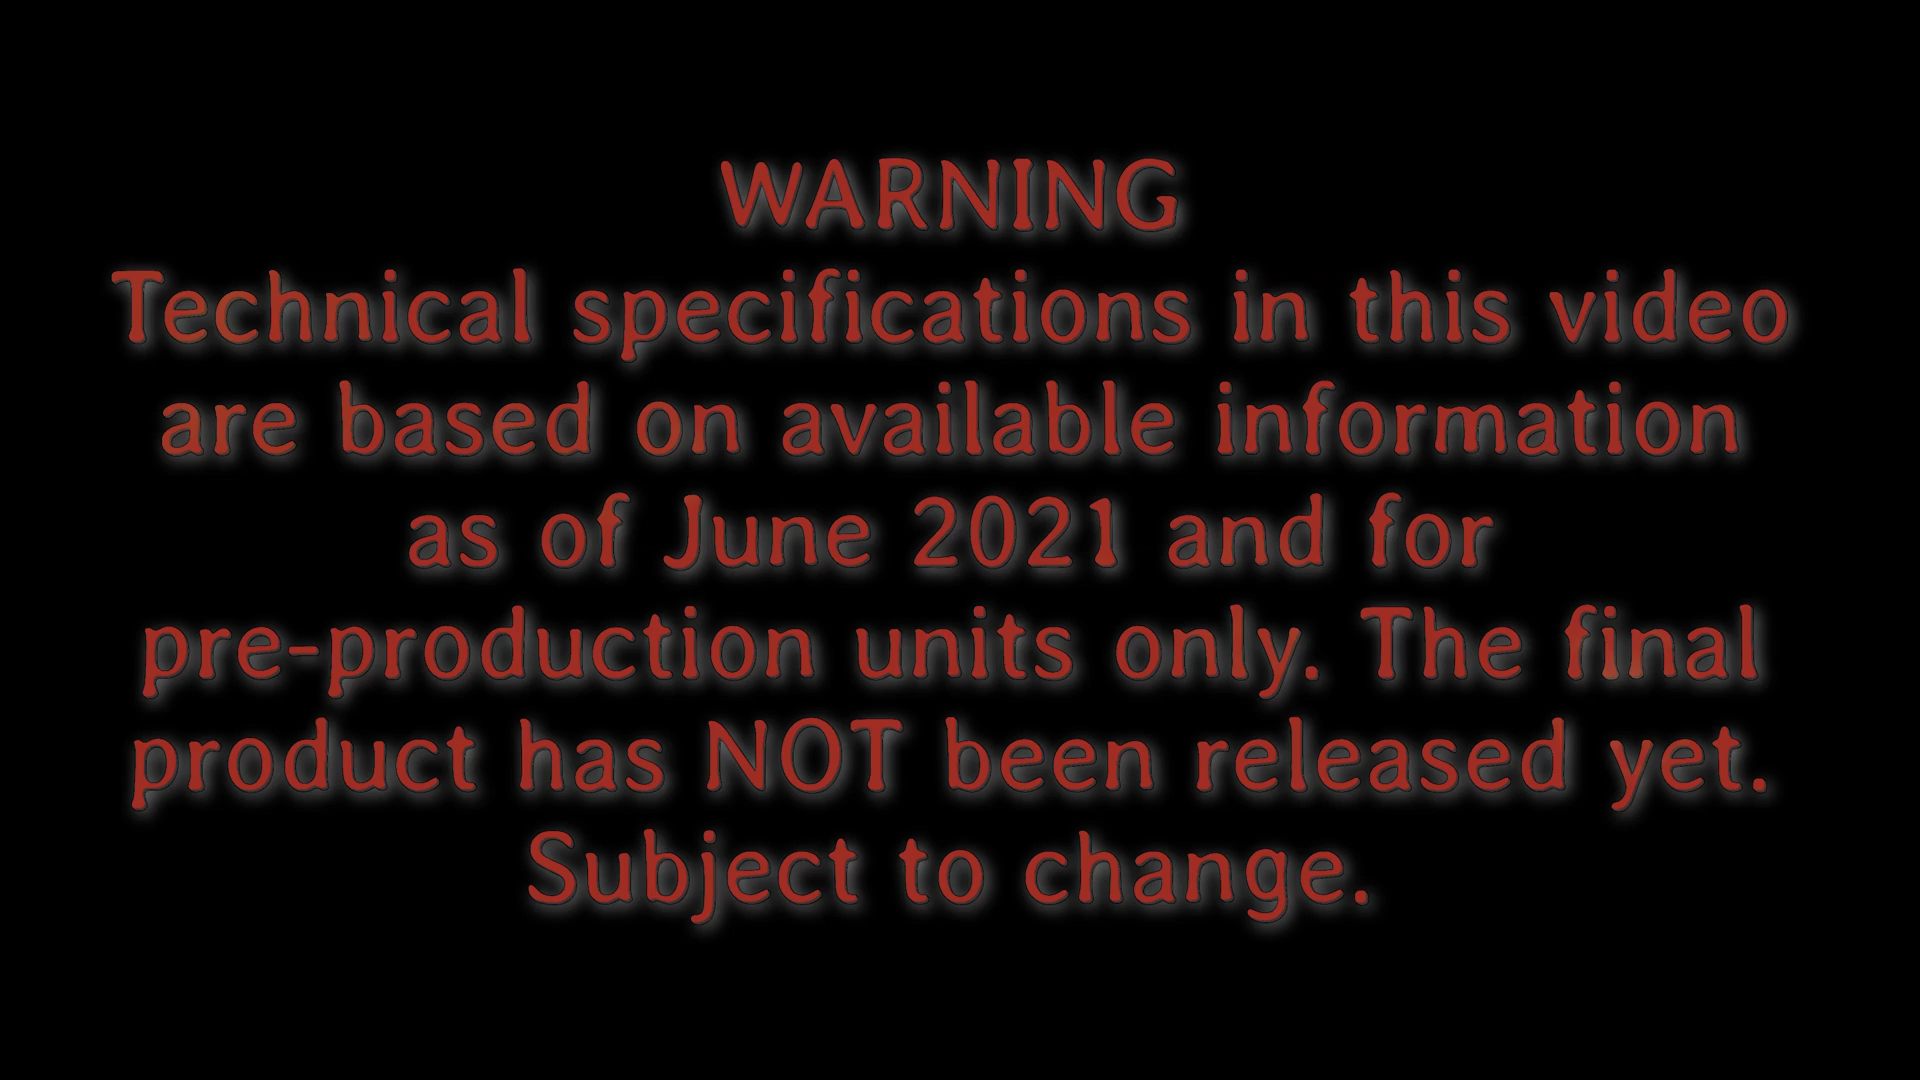 WARNING
Technical specifications in this video
are based on available information
as of June 2021 and for
pre-production units only. The final
product has NOT been released yet.
Subject to change.